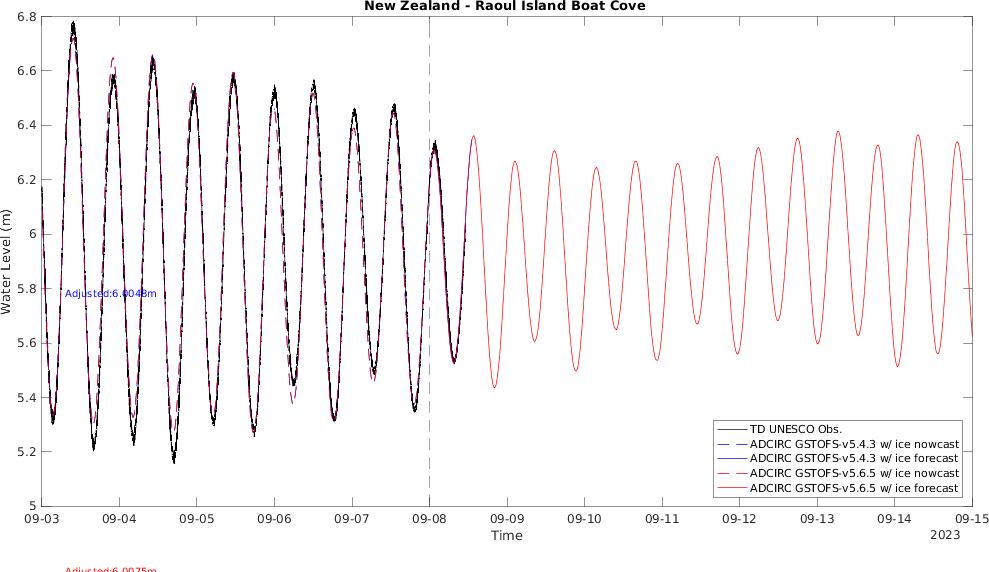 New Zealand - Raoul Island Boat Cove
6.8
6.6
6.4
6.2
6
5.8
5.6
5.4
5.2
5
Water Level (m)
Adjusted:6.0048m
TD UNESCO Obs.
ADCIRC GSTOFS-v5.4.3 w/ ice nowcast
ADCIRC GSTOFS-v5.4.3 w/ ice forecast
ADCIRC GSTOFS-v5.6.5 w/ ice nowcast
ADCIRC GSTOFS-v5.6.5 w/ ice forecast
09-03 09-04 09-05 09-06 09-07 09-08 09-09 09-10 09-11 09-12 09-13 09-14 09-15
Time
2023
Adjusted:6.0075m